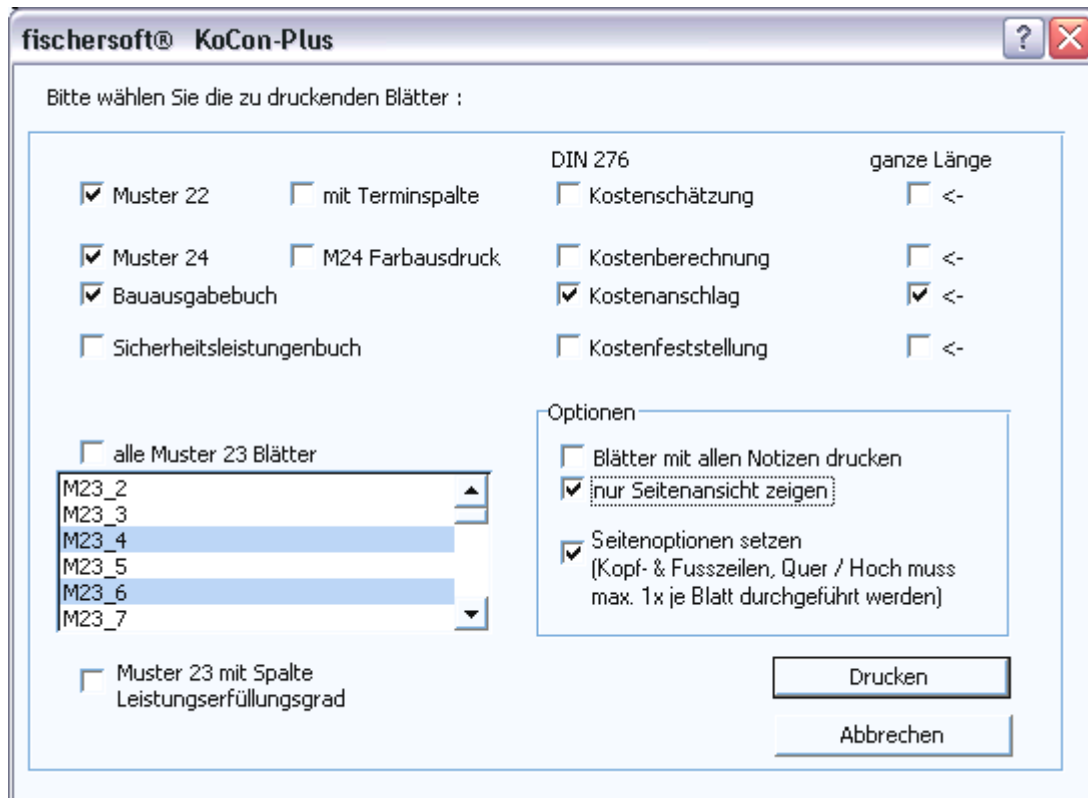 fischersoft® KoCon-Plus
?
Bitte wählen Sie die zu druckenden Blätter :
DIN 276 ganze Länge
Muster 22 mit Terminspalte Kostenschätzung <-
Muster 24 M24 Farbausdruck Kostenberechnung <-
Bauausgabebuch Kostenanschlag <-
Sicherheitsleistungenbuch Kostenfeststellung <-
alle Muster 23 Blätter
M23_2
M23_3
M23_4
M23_5
M23_6
M23_7
Muster 23 mit Spalte
Leistungserfüllungsgrad
Optionen
Blätter mit allen Notizen drucken
nur Seitenansicht zeigen
Seitenoptionen setzen
(Kopf- & Fusszeilen, Quer / Hoch muss
max. 1x je Blatt durchgeführt werden)
Drucken
Abbrechen